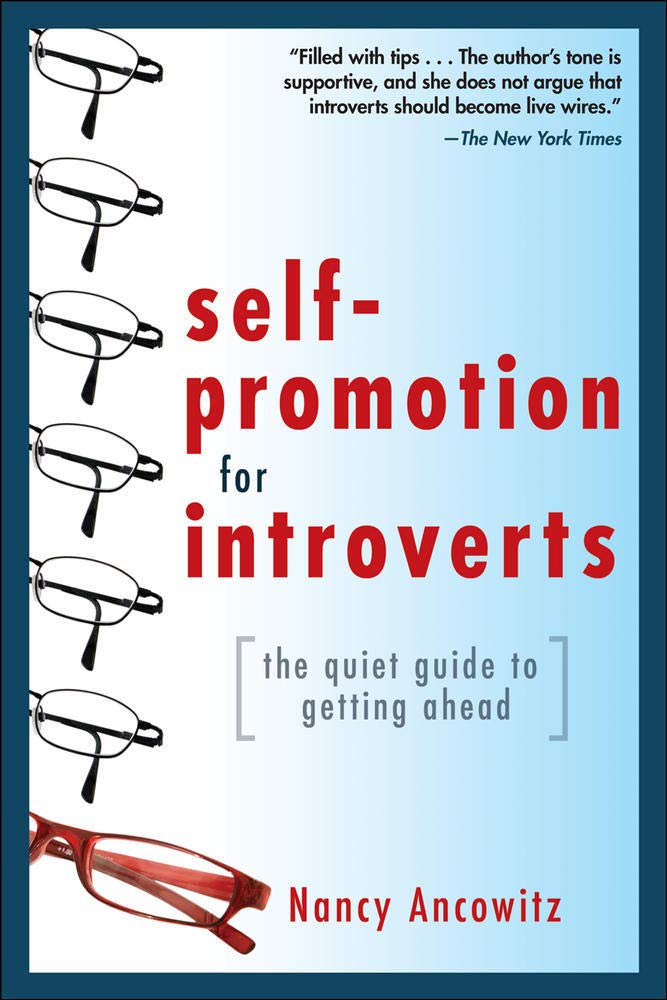 “Filled with tips . . . The author’s tone is
supportive, and she does not argue that
introverts should become live wires.”
—The New York Times
self-
promotion
for
introverts
[the quiet guide to
getting ahead]
Nancy Ancowitz